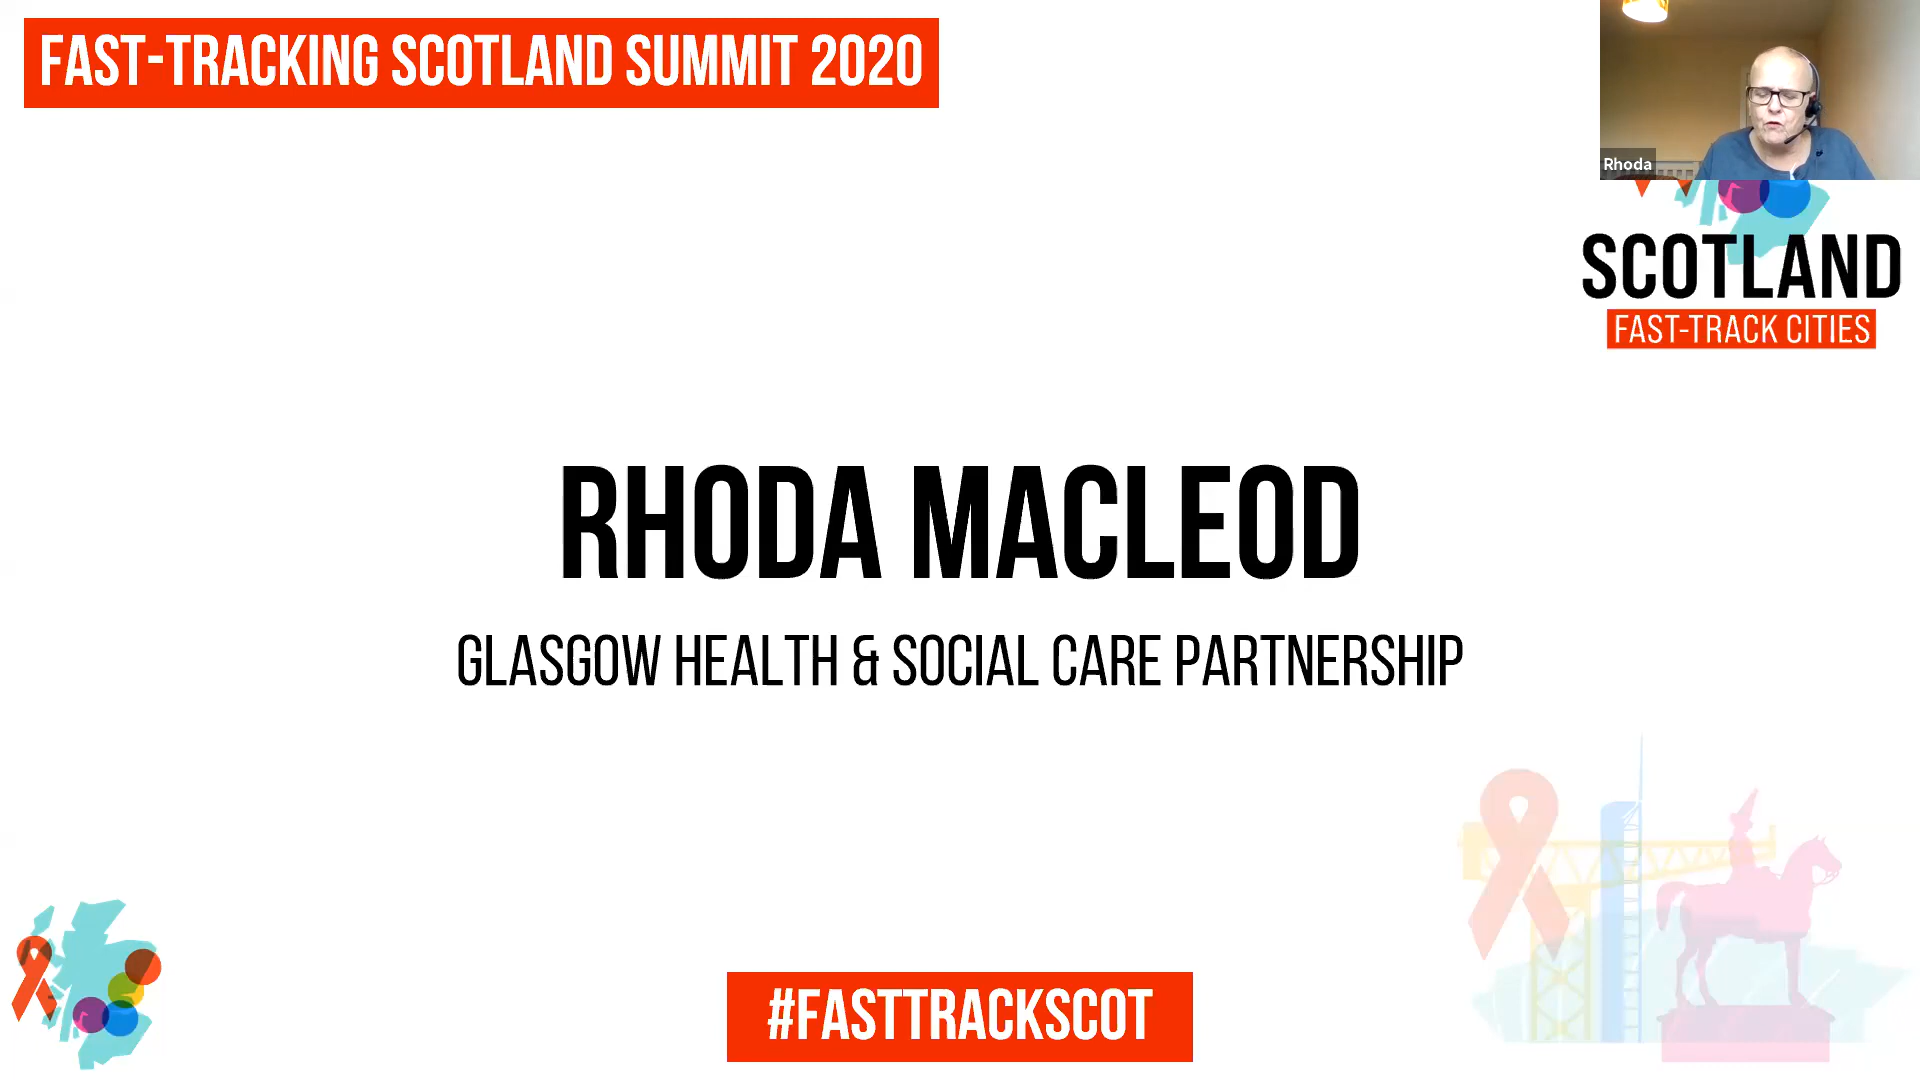 FAST-TRACKING SCOTLAND SUMMIT 2020
Rhoda
SCOTLAND
FAST-TRACK CITIES
RHODA MACLEOD
GLASGOW HEALTH & SOCIAL CARE PARTNERSHIP
#FASTTRACKSCOT